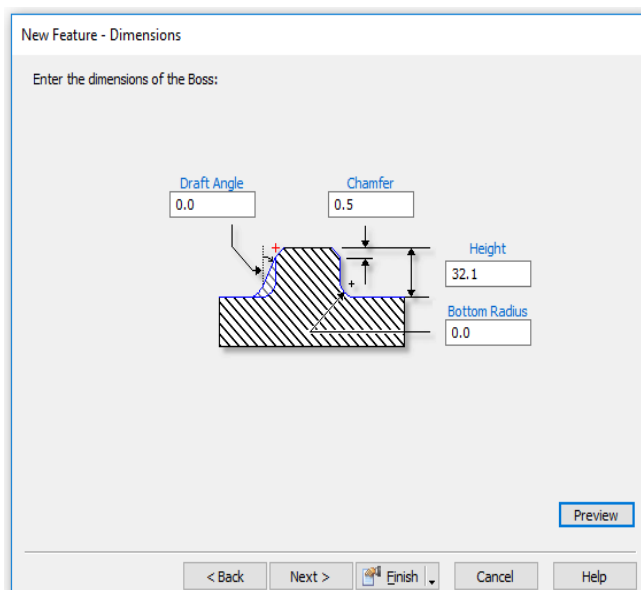 New Feature - Dimensions
Enter the dimensions of the Boss:
Draft Angle
0.0
Chamfer
0.5
Height
32.1
Bottom Radius
0.0
Preview
< Back
Next >
Finish
Cancel
Help